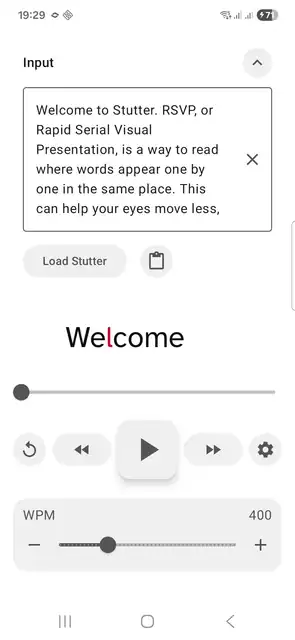 19:29
71
Input
Welcome to Stutter. RSVP, or
Rapid Serial Visual
Presentation, is a way to read
where words appear one by
one in the same place. This
can help your eyes move less,
Load Stutter
Welcome
WPM
400